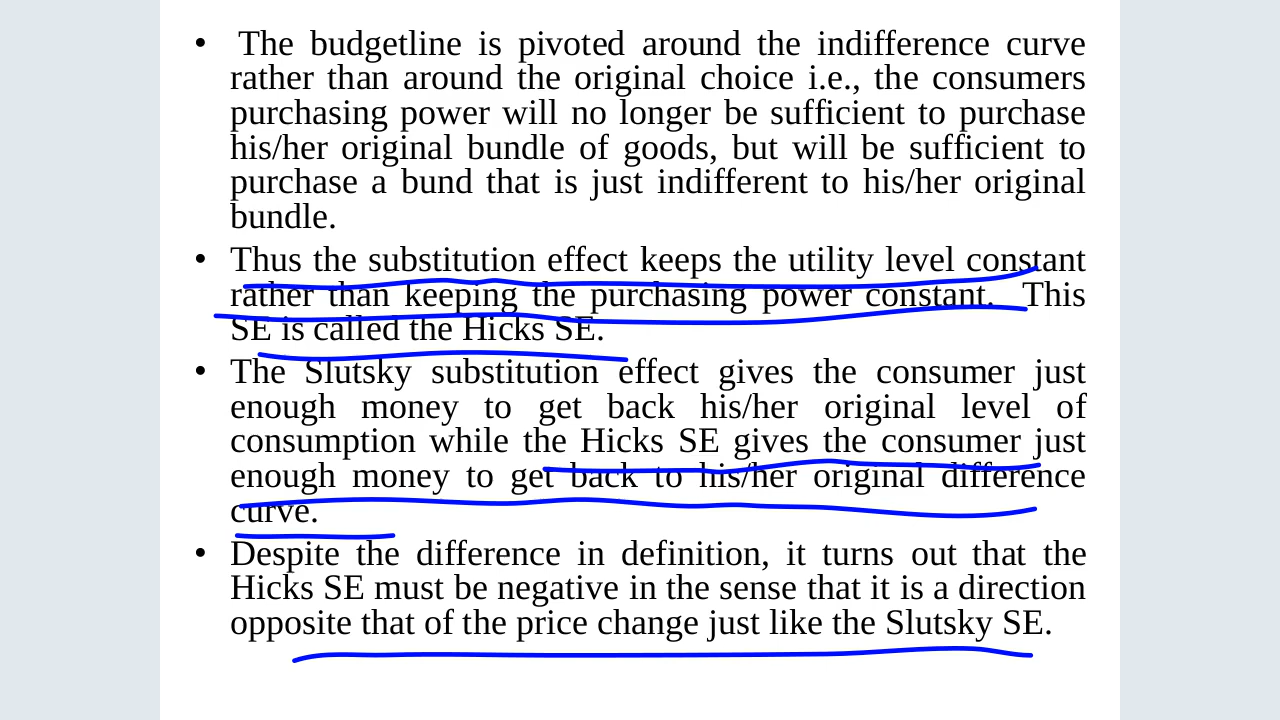 • The budgetline is pivoted around the indifference curve
rather than around the original choice i.e., the consumers
purchasing power will no longer be sufficient to purchase
his/her original bundle of goods, but will be sufficient to
purchase a bund that is just indifferent to his/her original
bundle.
• Thus the substitution effect keeps the utility level constant
rather than keeping the purchasing power constant. This
SE is called the Hicks SE.
• The Slutsky substitution effect gives the consumer just
enough money to get back his/her original level of
consumption while the Hicks SE gives the consumer just
enough money to get back to his/her original difference
curve.
• Despite the difference in definition, it turns out that the
Hicks SE must be negative in the sense that it is a direction
opposite that of the price change just like the Slutsky SE.